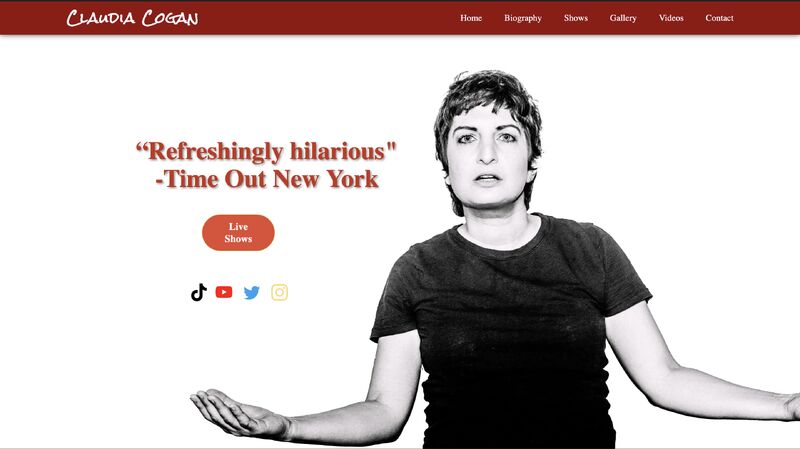 Claudia Cogan
Home Biography Shows Gallery Videos Contact
“Refreshingly hilarious"
-Time Out New York
Live
Shows